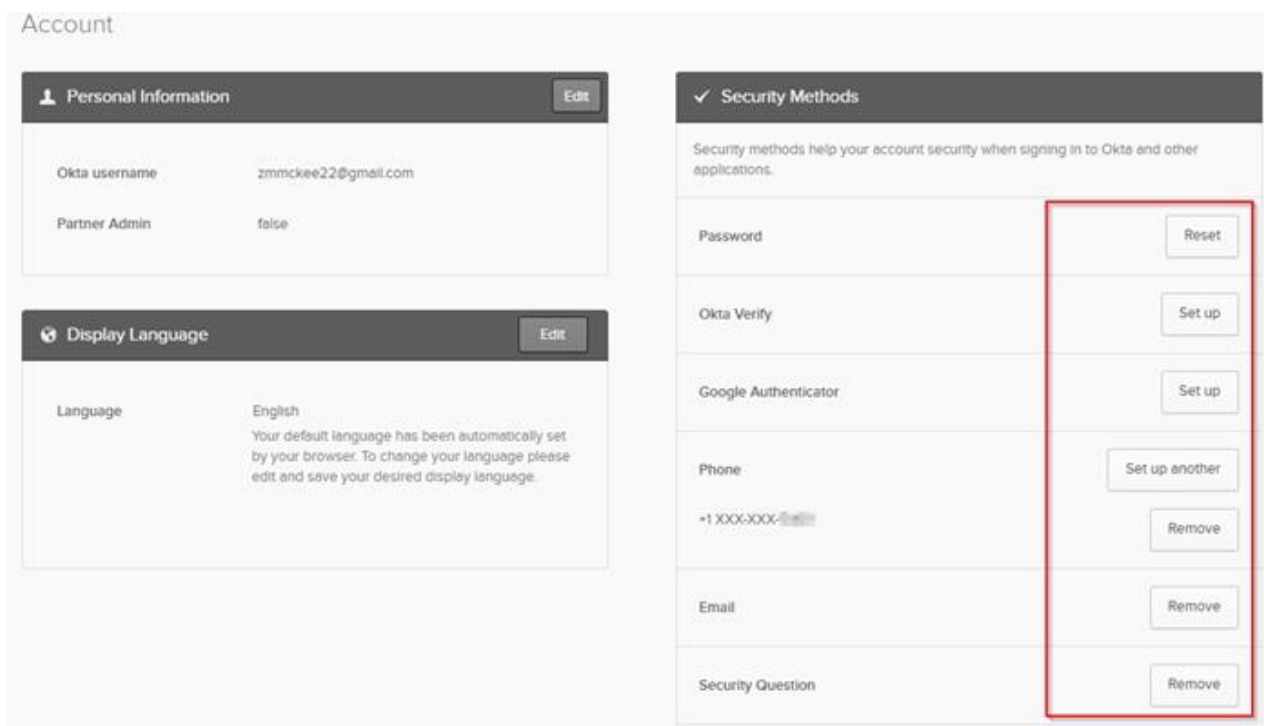 Account
Personal Information
Edit
Okta username
zmmckee22@gmail.com
Partner Admin
false
Display Language
Edit
Language
English
Your default language has been automatically set
by your browser. To change your language please
edit and save your desired display language.
Security Methods
Security methods help your account security when signing in to Okta and other
applications.
Password
Reset
Okta Verify
Set up
Google Authenticator
Set up
Phone
Set up another
+1 XXX-XXX-
Remove
Email
Remove
Security Question
Remove